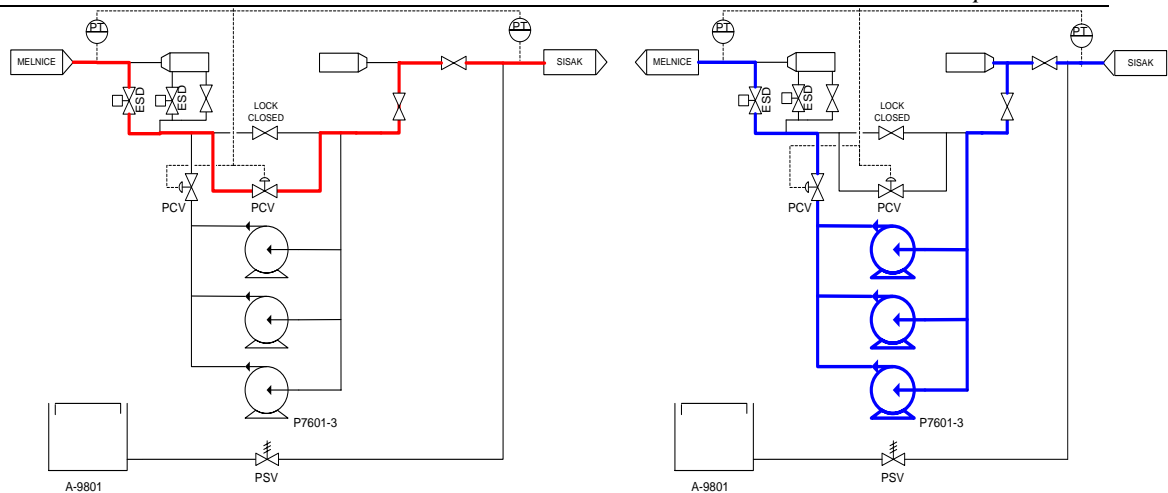 PT
PT
MELNICE
SISAK
ESD
ESD
LOCK
CLOSED
PCV
PCV
P7601-3
A-9801
PSV
PT
PT
MELNICE
SISAK
ESD
ESD
LOCK
CLOSED
PCV
PCV
P7601-3
A-9801
PSV